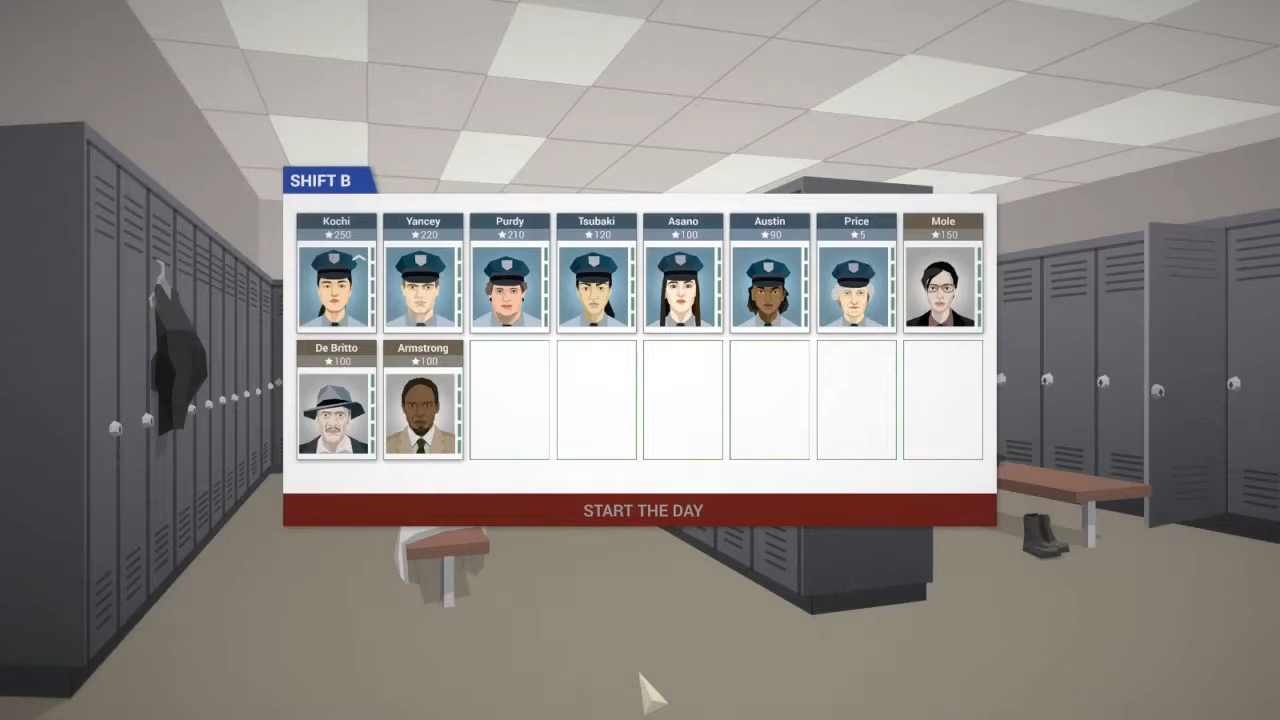 SHIFT B
Kochi Yancey Purdy Tsubaki Asano Austin Price Mole
★250 ★220 ★210 ★120 ★100 ★90 ★5 ★150
De Britto Armstrong
★100 ★100
START THE DAY